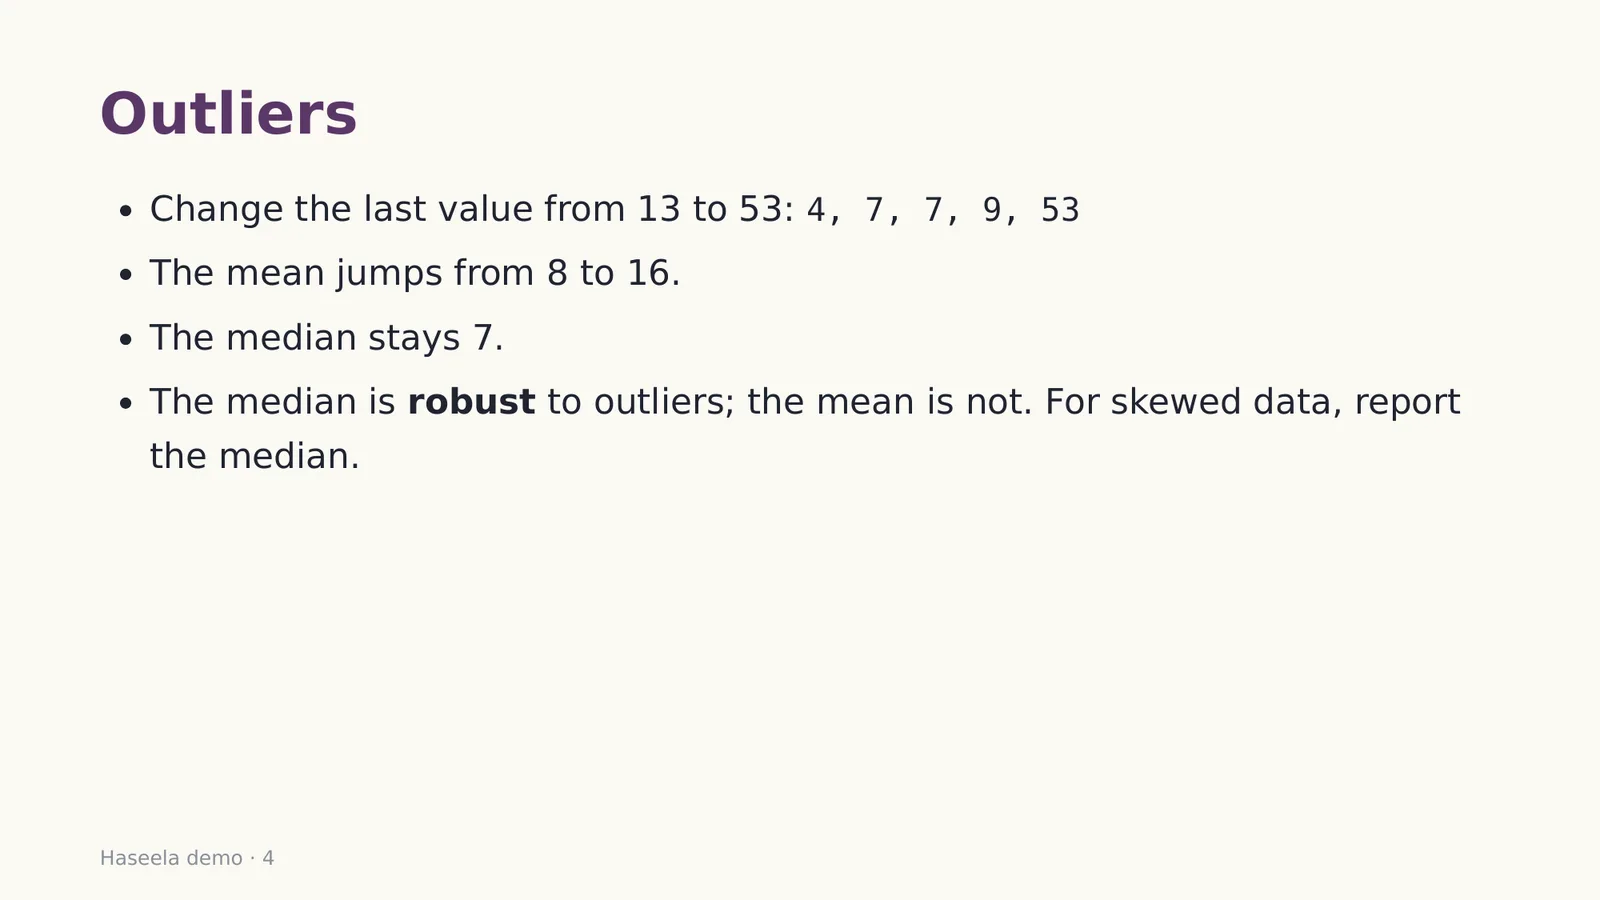 Outliers
• Change the last value from 13 to 53: 4, 7, 7, 9, 53
• The mean jumps from 8 to 16.
• The median stays 7.
• The median is robust to outliers; the mean is not. For skewed data, report
the median.
Haseela demo · 4